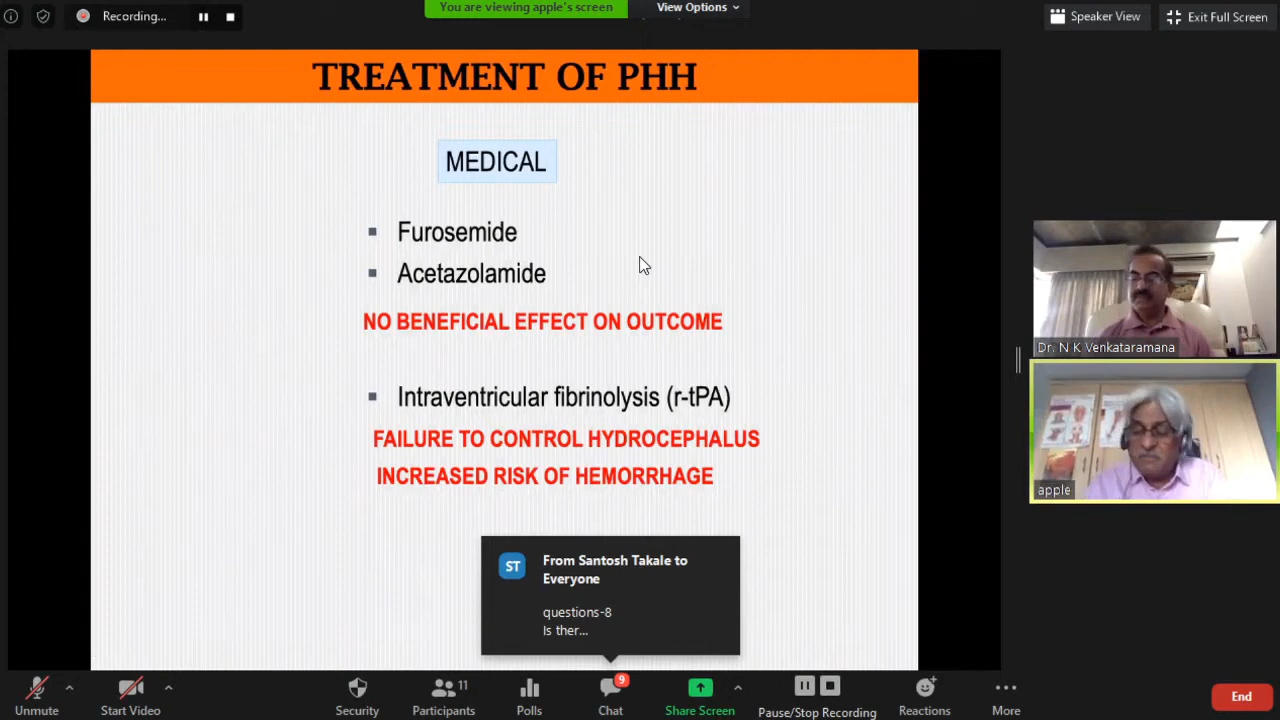 Recording...
You are viewing apple's screen
View Options
Speaker View
Exit Full Screen
TREATMENT OF PHH
MEDICAL
Furosemide
Acetazolamide
NO BENEFICIAL EFFECT ON OUTCOME
Intraventricular fibrinolysis (r-tPA)
FAILURE TO CONTROL HYDROCEPHALUS
INCREASED RISK OF HEMORRHAGE
Dr. N K Venkataramana
apple
ST
From Santosh Takale to
Everyone
questions-8
Is ther...
Unmute
Start Video
Security
11
Participants
Polls
9
Chat
Share Screen
Pause/Stop Recording
Reactions
More
End